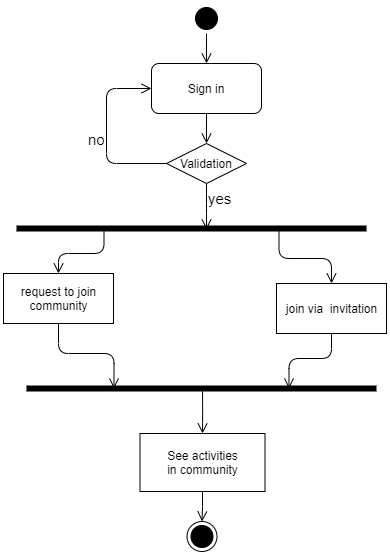 Sign in
no
Validation
yes
request to join
community
join via invitation
See activities
in community